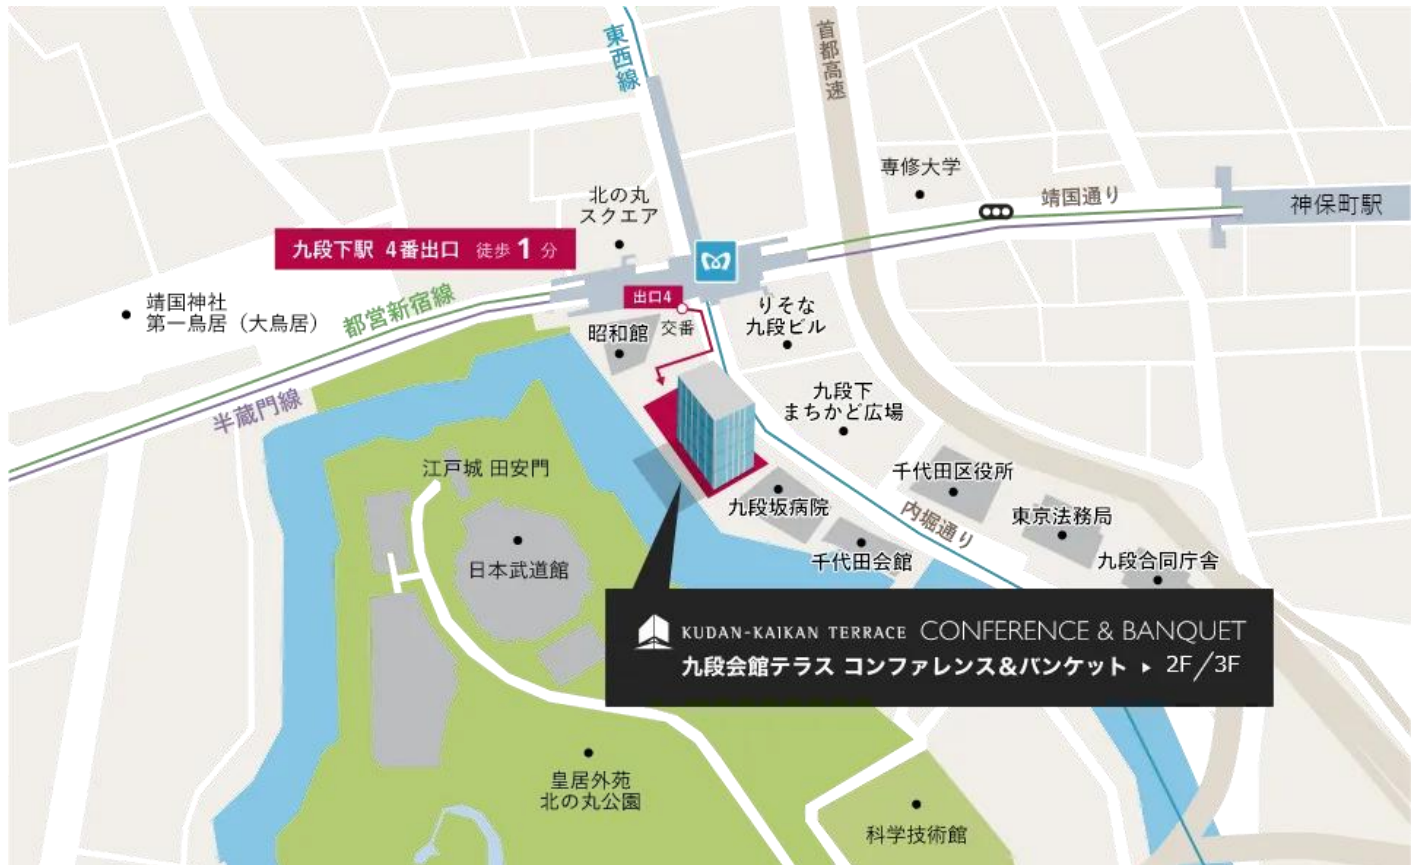 東西線
首都高速
専修大学
靖国通り
神保町駅
北の丸
スクエア
九段下駅 4番出口 徒歩1分
出口4
交番
りそな
九段ビル
靖国神社
第一鳥居（大鳥居）
都営新宿線
昭和館
半蔵門線
九段下
まちかど広場
江戸城 田安門
千代田区役所
九段坂病院
内堀通り
東京法務局
千代田会館
九段合同庁舎
日本武道館
KUDAN-KAIKAN TERRACE CONFERENCE & BANQUET
九段会館テラス コンファレンス&バンケット ▶ 2F/3F
皇居外苑
北の丸公園
科学技術館